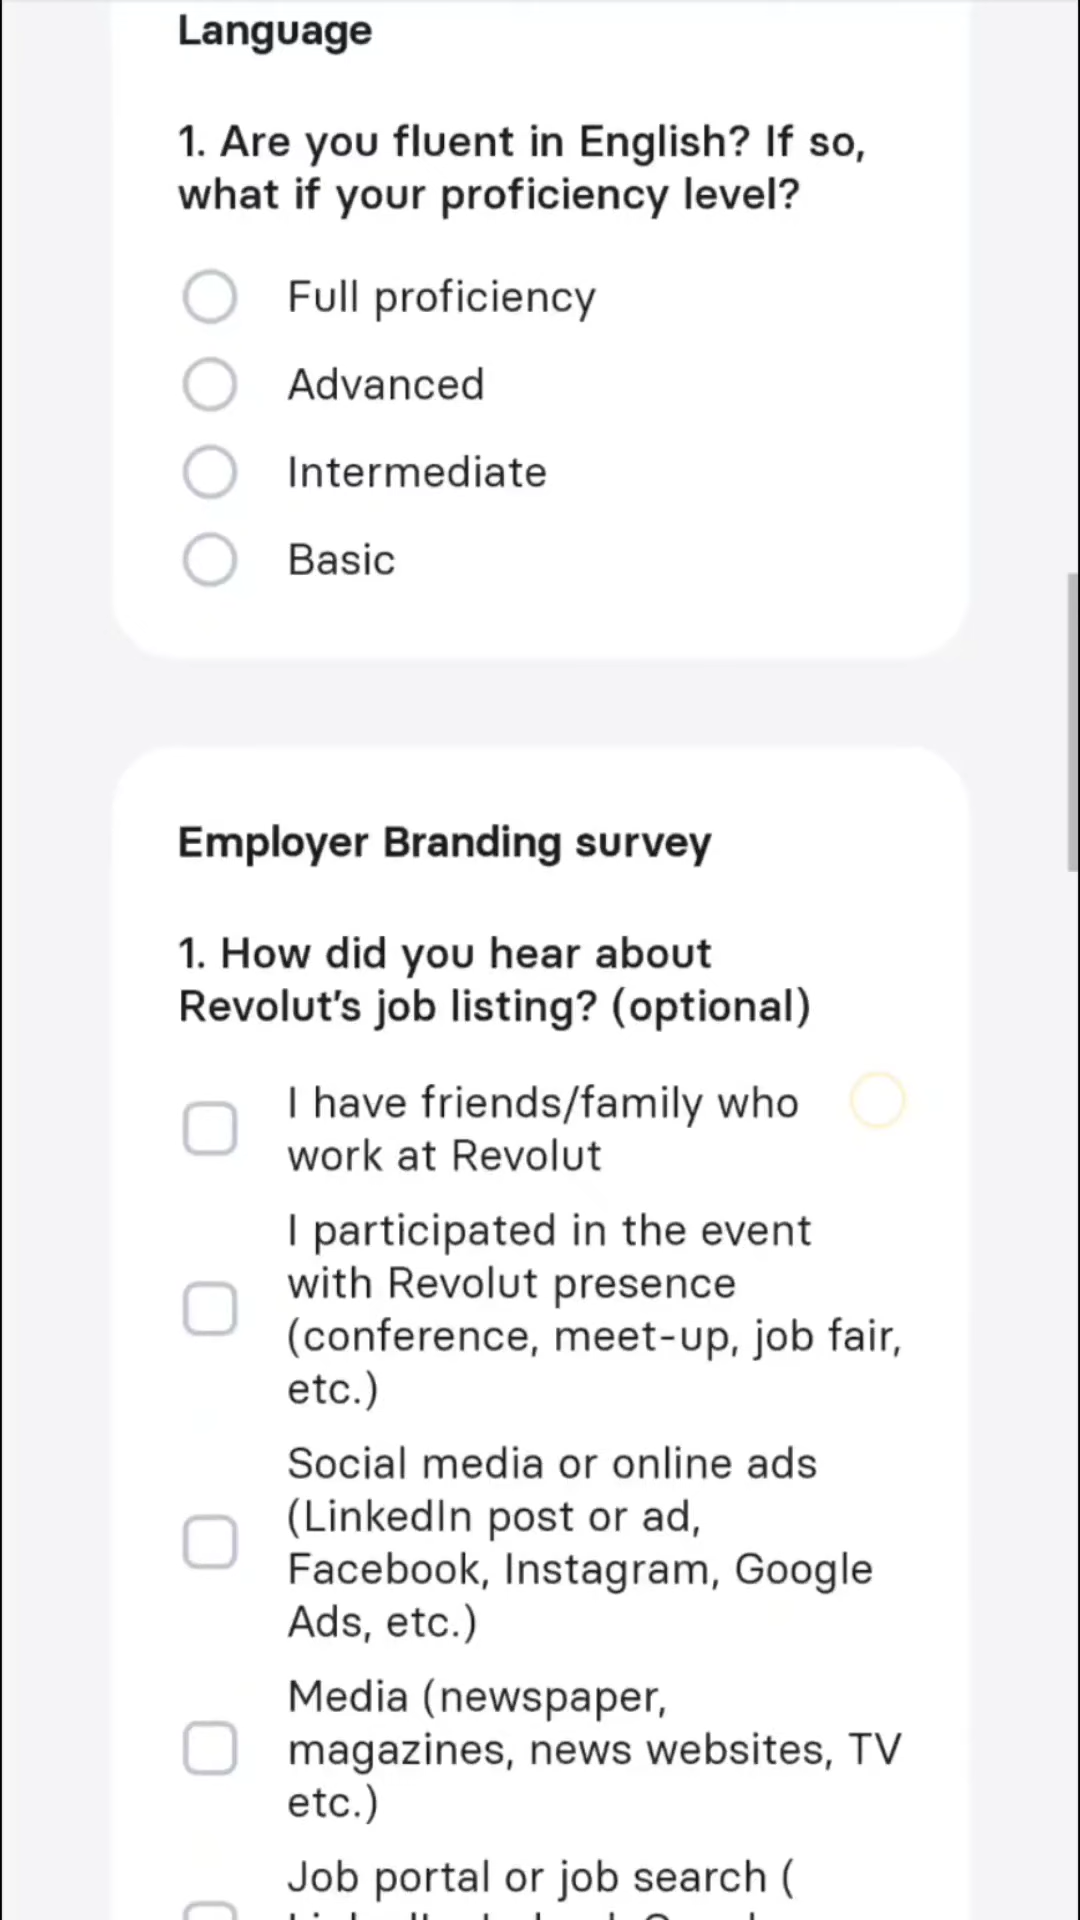 Language
1. Are you fluent in English? If so,
what if your proficiency level?
Full proficiency
Advanced
Intermediate
Basic
Employer Branding survey
1. How did you hear about
Revolut's job listing? (optional)
I have friends/family who
work at Revolut
I participated in the event
with Revolut presence
(conference, meet-up, job fair,
etc.)
Social media or online ads
(LinkedIn post or ad,
Facebook, Instagram, Google
Ads, etc.)
Media (newspaper,
magazines, news websites, TV
etc.)
Job portal or job search (